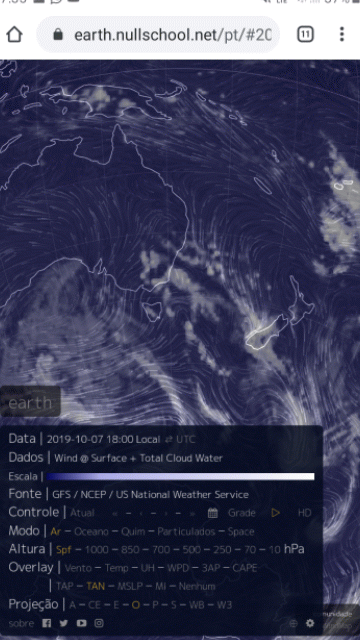 earth.nullschool.net/pt/#20
11
earth
Data | 2019-10-07 18:00 Local ⇄ UTC
Dados | Wind @ Surface + Total Cloud Water
Escala |
Fonte | GFS / NCEP / US National Weather Service
Controle | Atual Grade HD
Modo | Ar – Oceano – Quim – Particulados – Space
Altura | Spf – 1000 – 850 – 700 – 500 – 250 – 70 – 10 hPa
Overlay | Vento – Temp – UH – WPD – 3AP – CAPE
| TAP – TAN – MSLP – MI – Nenhum
Projeção | A – CE – E – O – P – S – WB – W3
sobre